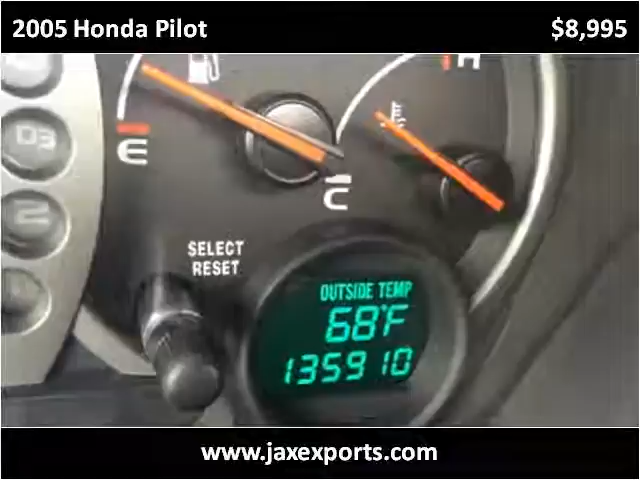 2005 Honda Pilot $8,995
H
D3
E
C
2
SELECT
RESET
OUTSIDE TEMP
68°F
135910
www.jaxexports.com